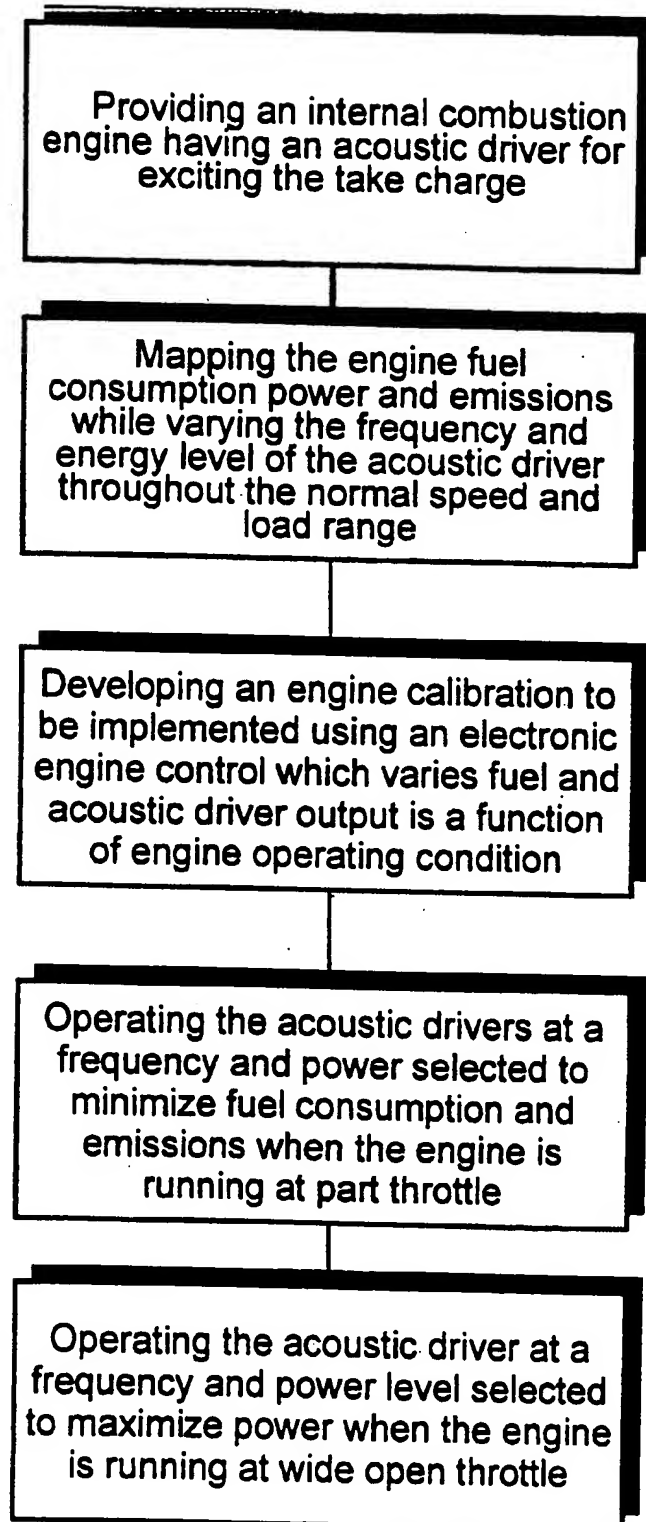 Providing an internal combustion
engine having an acoustic driver for
exciting the take charge
Mapping the engine fuel
consumption power and emissions
while varying the frequency and
energy level of the acoustic driver
throughout the normal speed and
load range
Developing an engine calibration to
be implemented using an electronic
engine control which varies fuel and
acoustic driver output is a function
of engine operating condition
Operating the acoustic drivers at a
frequency and power selected to
minimize fuel consumption and
emissions when the engine is
running at part throttle
Operating the acoustic driver at a
frequency and power level selected
to maximize power when the engine
is running at wide open throttle